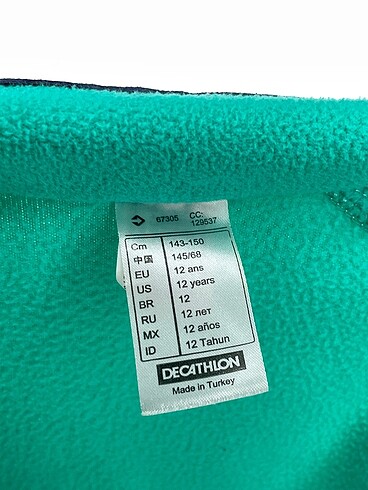 67305 CC: 129537
Cm 143-150
中国 145/68
EU 12 ans
US 12 years
BR 12
RU 12 лет
MX 12 años
ID 12 Tahun
DECATHLON
Made in Turkey